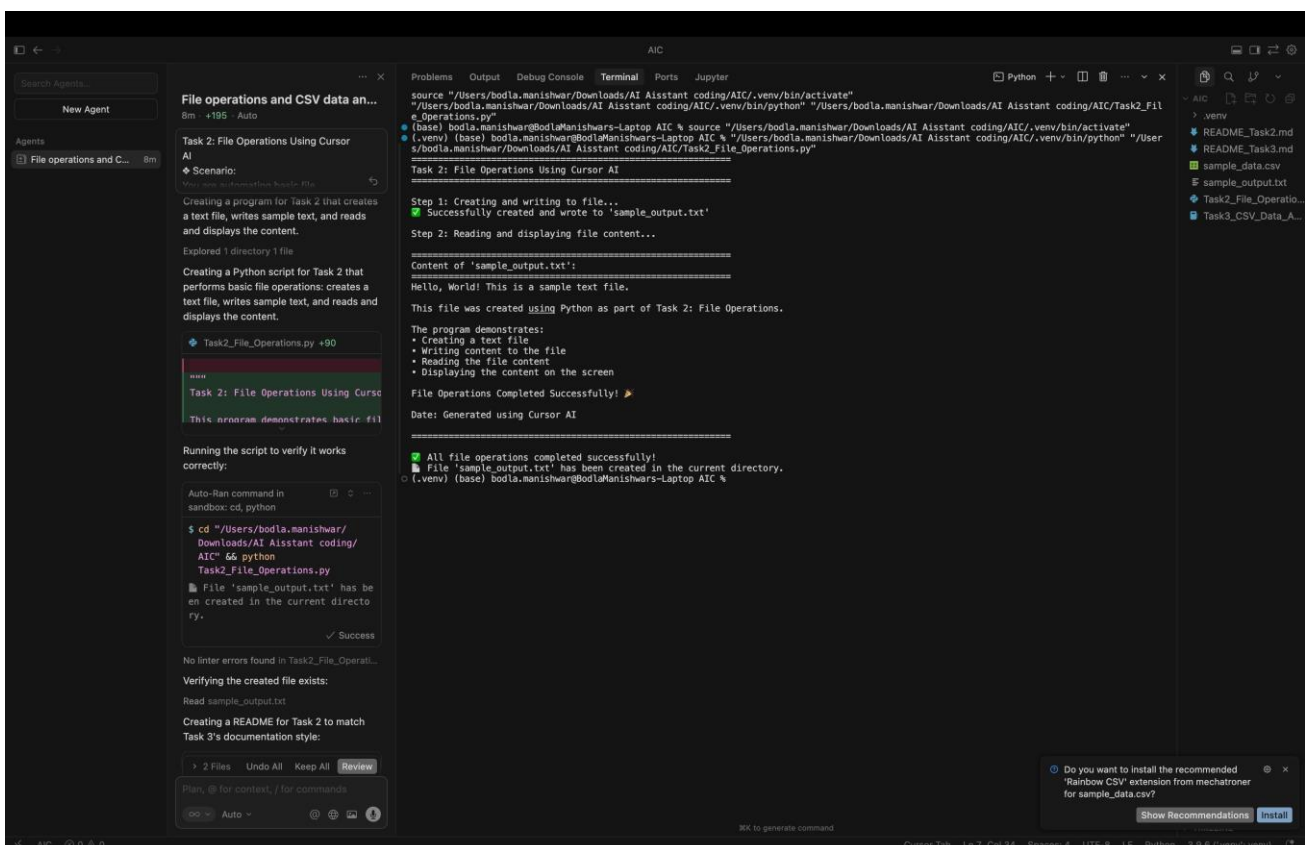 AIC
Search Agents...
New Agent
Agents
File operations and C... 8m
File operations and CSV data an...
8m · +195 · Auto
Task 2: File Operations Using Cursor
AI
❖ Scenario:
You are automating basic file
Creating a program for Task 2 that creates
a text file, writes sample text, and reads
and displays the content.
Explored 1 directory 1 file
Creating a Python script for Task 2 that
performs basic file operations: creates a
text file, writes sample text, and reads and
displays the content.
Task2_File_Operations.py +90
"""
Task 2: File Operations Using Curso
This program demonstrates basic fil
Running the script to verify it works
correctly:
Auto-Ran command in
sandbox: cd, python
$ cd "/Users/bodla.manishwar/
Downloads/AI Aisstant coding/
AIC" && python
Task2_File_Operations.py
📄 File 'sample_output.txt' has be
en created in the current directo
ry.
✓ Success
No linter errors found in Task2_File_Operati...
Verifying the created file exists:
Read sample_output.txt
Creating a README for Task 2 to match
Task 3's documentation style:
> 2 Files Undo All Keep All Review
Plan, @ for context, / for commands
∞ Auto
Problems Output Debug Console Terminal Ports Jupyter
Python
source "/Users/bodla.manishwar/Downloads/AI Aisstant coding/AIC/.venv/bin/activate"
"/Users/bodla.manishwar/Downloads/AI Aisstant coding/AIC/.venv/bin/python" "/Users/bodla.manishwar/Downloads/AI Aisstant coding/AIC/Task2_Fil
e_Operations.py"
(base) bodla.manishwar@BodlaManishwars-Laptop AIC % source "/Users/bodla.manishwar/Downloads/AI Aisstant coding/AIC/.venv/bin/activate"
(.venv) (base) bodla.manishwar@BodlaManishwars-Laptop AIC % "/Users/bodla.manishwar/Downloads/AI Aisstant coding/AIC/.venv/bin/python" "/User
s/bodla.manishwar/Downloads/AI Aisstant coding/AIC/Task2_File_Operations.py"
============================================================
Task 2: File Operations Using Cursor AI
============================================================
Step 1: Creating and writing to file...
✅ Successfully created and wrote to 'sample_output.txt'
Step 2: Reading and displaying file content...
============================================================
Content of 'sample_output.txt':
============================================================
Hello, World! This is a sample text file.
This file was created using Python as part of Task 2: File Operations.
The program demonstrates:
• Creating a text file
• Writing content to the file
• Reading the file content
• Displaying the content on the screen
File Operations Completed Successfully! 🎉
Date: Generated using Cursor AI
============================================================
✅ All file operations completed successfully!
📄 File 'sample_output.txt' has been created in the current directory.
(.venv) (base) bodla.manishwar@BodlaManishwars-Laptop AIC %
⌘K to generate command
AIC
> .venv
README_Task2.md
README_Task3.md
sample_data.csv
sample_output.txt
Task2_File_Operatio...
Task3_CSV_Data_A...
Do you want to install the recommended
'Rainbow CSV' extension from mechatroner
for sample_data.csv?
Show Recommendations Install